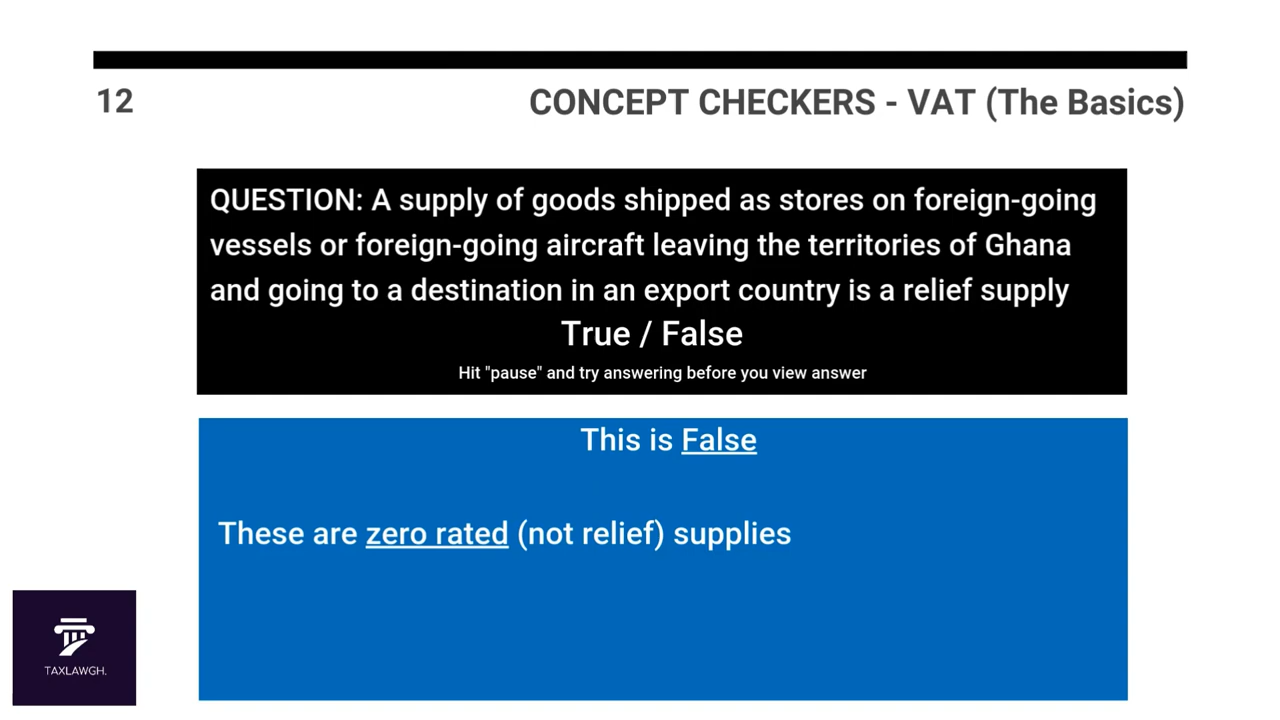 12
CONCEPT CHECKERS - VAT (The Basics)
QUESTION: A supply of goods shipped as stores on foreign-going
vessels or foreign-going aircraft leaving the territories of Ghana
and going to a destination in an export country is a relief supply
True / False
Hit "pause" and try answering before you view answer
This is False
These are zero rated (not relief) supplies
TAXLAWGH.